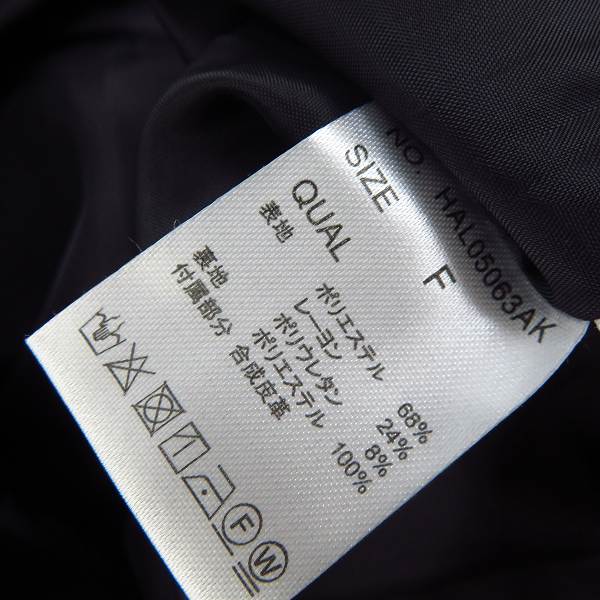 NO. HAL05063AK
SIZE F
QUAL
表地 ポリエステル 68%
レーヨン 24%
ポリウレタン 8%
裏地 ポリエステル 100%
付属部分 合成皮革
F W